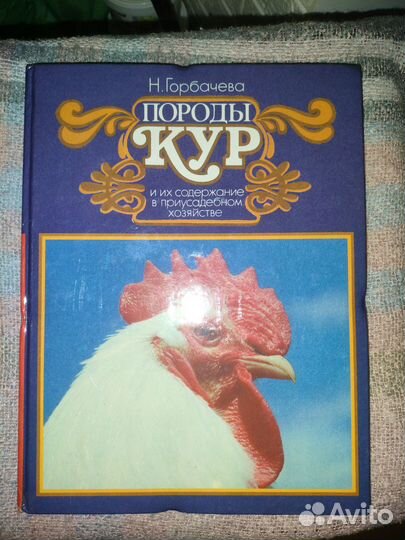 Н. Горбачева
ПОРОДЫ
КУР
и их содержание
в приусадебном
хозяйстве
Avito